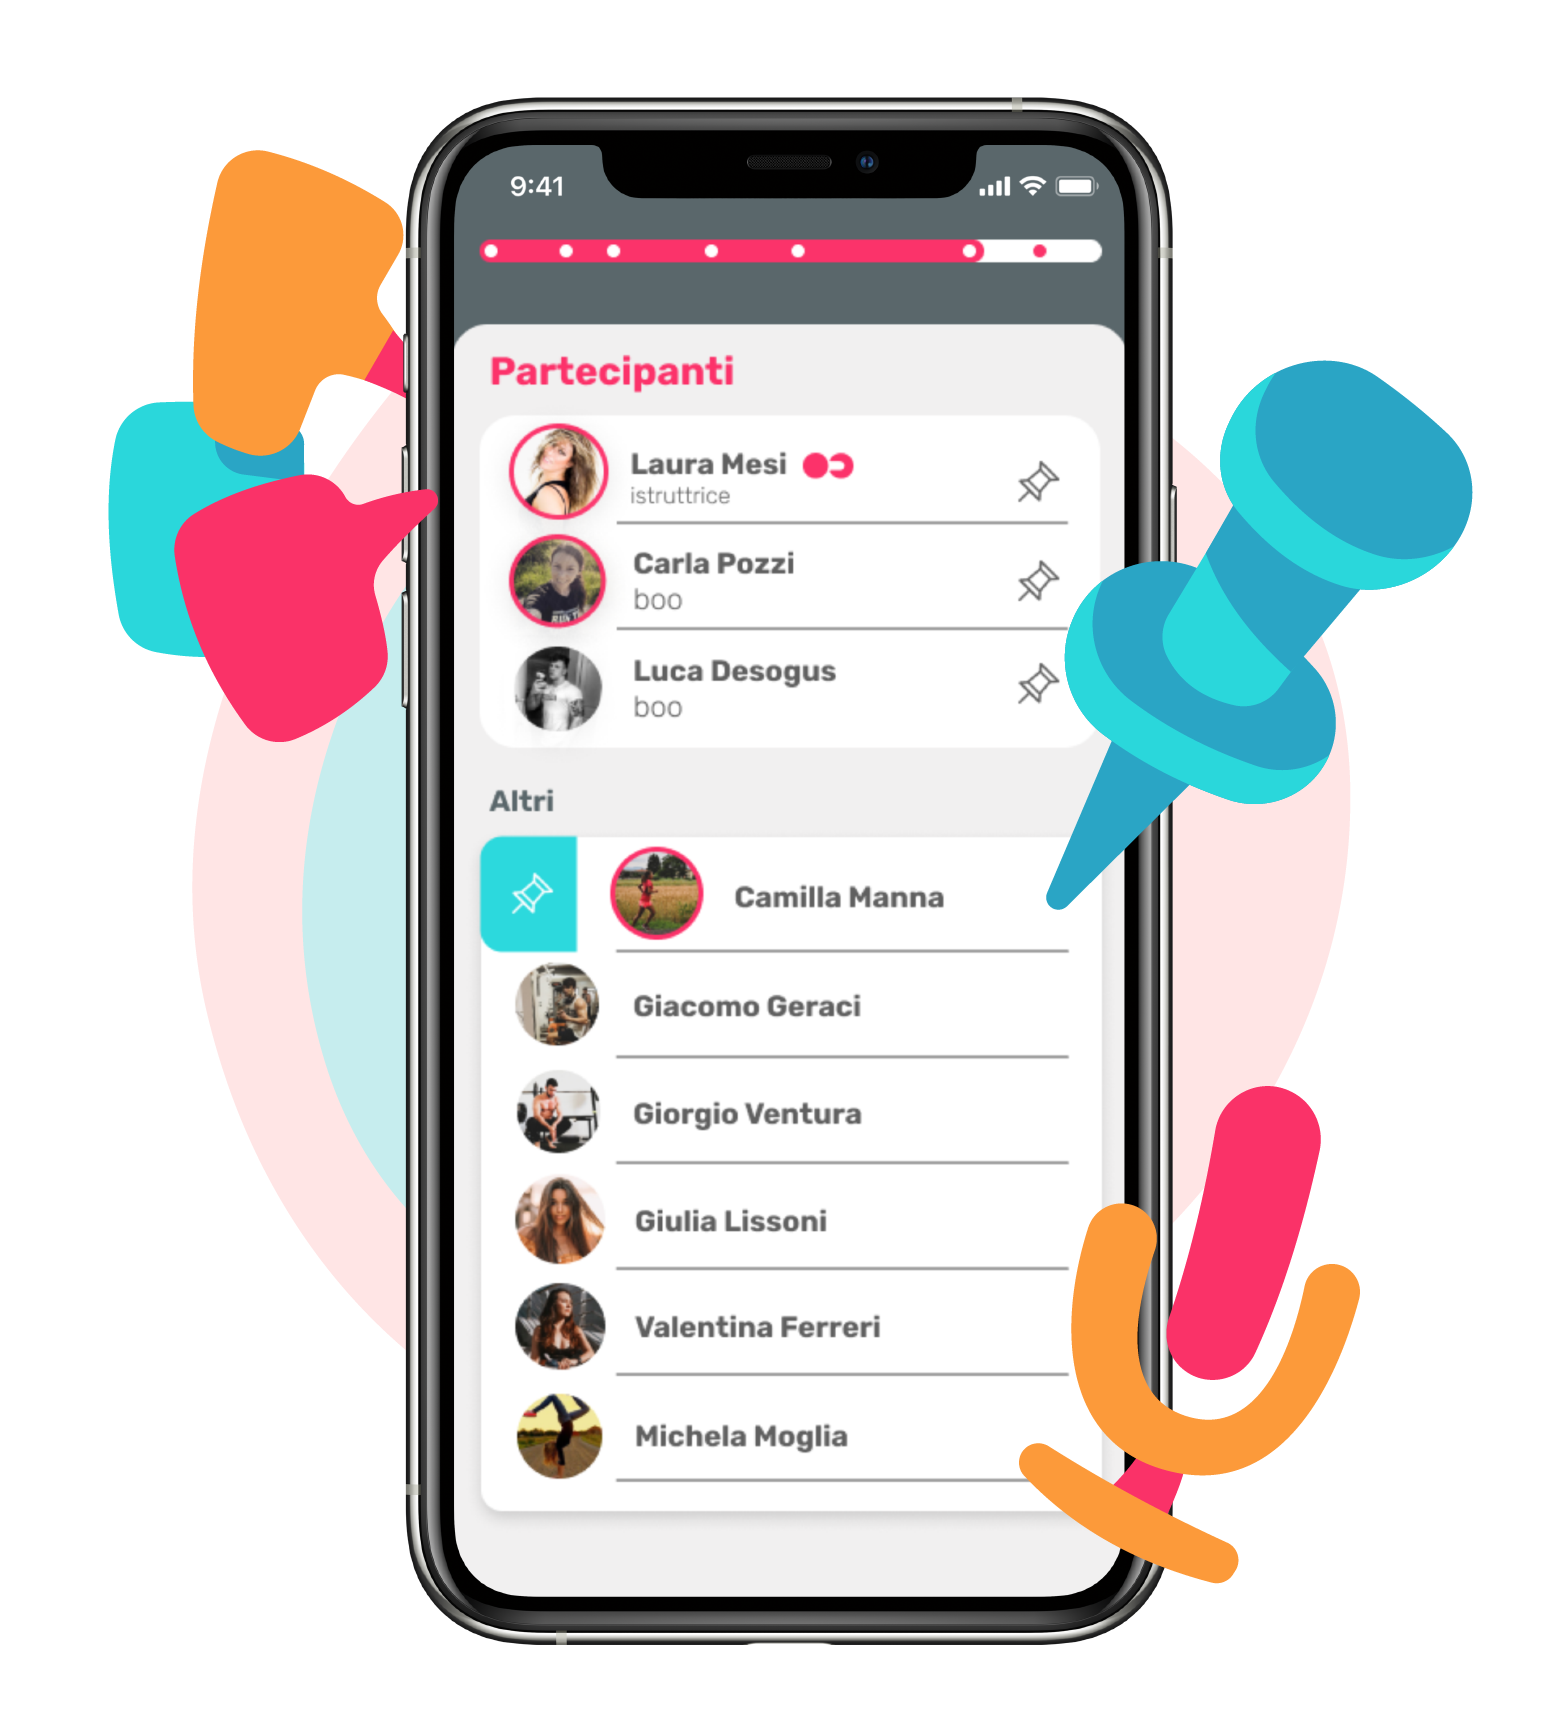 9:41
Partecipanti
Laura Mesi
istruttrice
Carla Pozzi
boo
Luca Desogus
boo
Altri
Camilla Manna
Giacomo Geraci
Giorgio Ventura
Giulia Lissoni
Valentina Ferreri
Michela Moglia